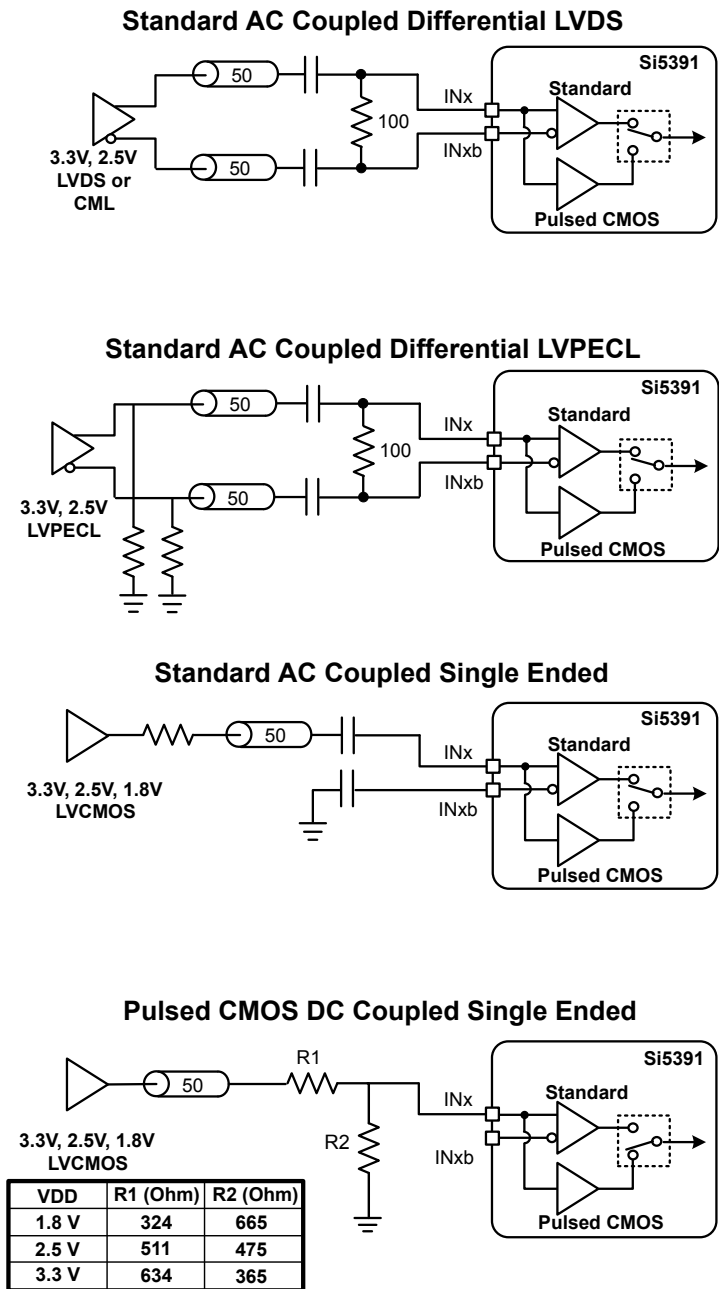 Standard AC Coupled Differential LVDS
Si5391
50
INx
Standard
100
3.3V, 2.5V
LVDS or
CML
50
INxb
Pulsed CMOS
Standard AC Coupled Differential LVPECL
Si5391
50
INx
Standard
100
3.3V, 2.5V
LVPECL
50
INxb
Pulsed CMOS
Standard AC Coupled Single Ended
Si5391
50
INx
Standard
3.3V, 2.5V, 1.8V
LVCMOS
INxb
Pulsed CMOS
Pulsed CMOS DC Coupled Single Ended
Si5391
R1
50
INx
Standard
3.3V, 2.5V, 1.8V
LVCMOS
R2
INxb
Pulsed CMOS
VDD R1 (Ohm) R2 (Ohm)
1.8 V 324 665
2.5 V 511 475
3.3 V 634 365